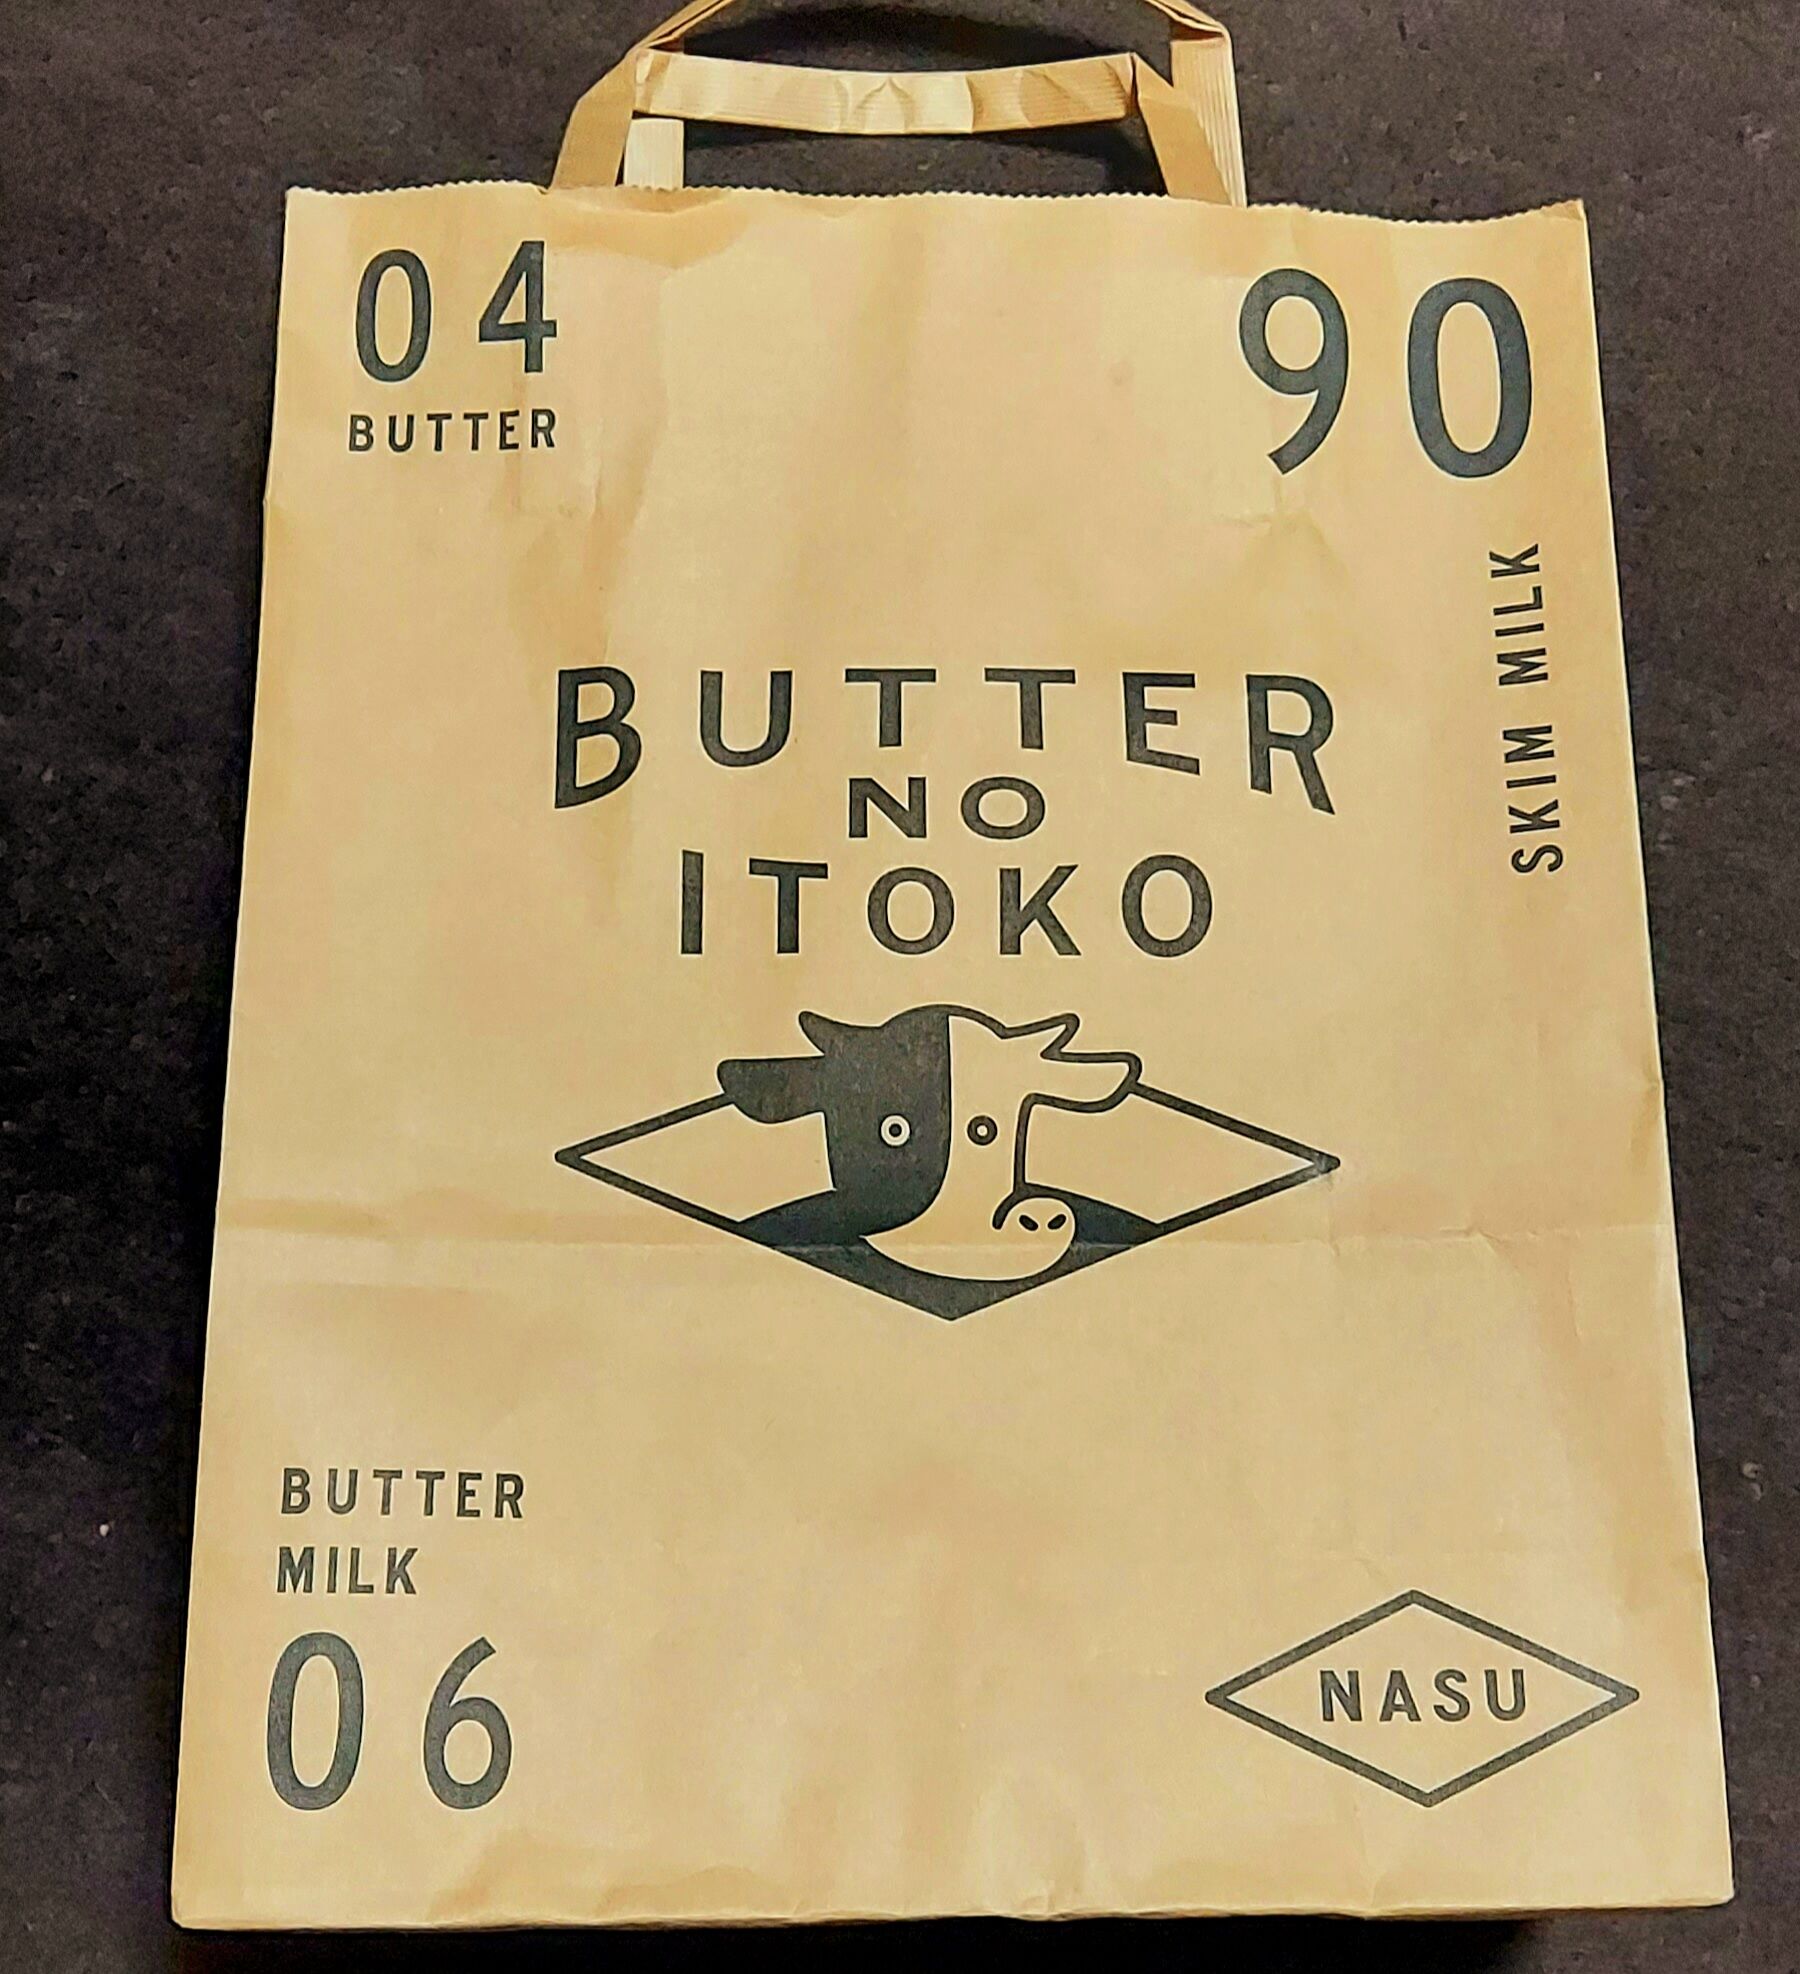 04
BUTTER
90
SKIM MILK
BUTTER
NO
ITOKO
BUTTER
MILK
06
NASU